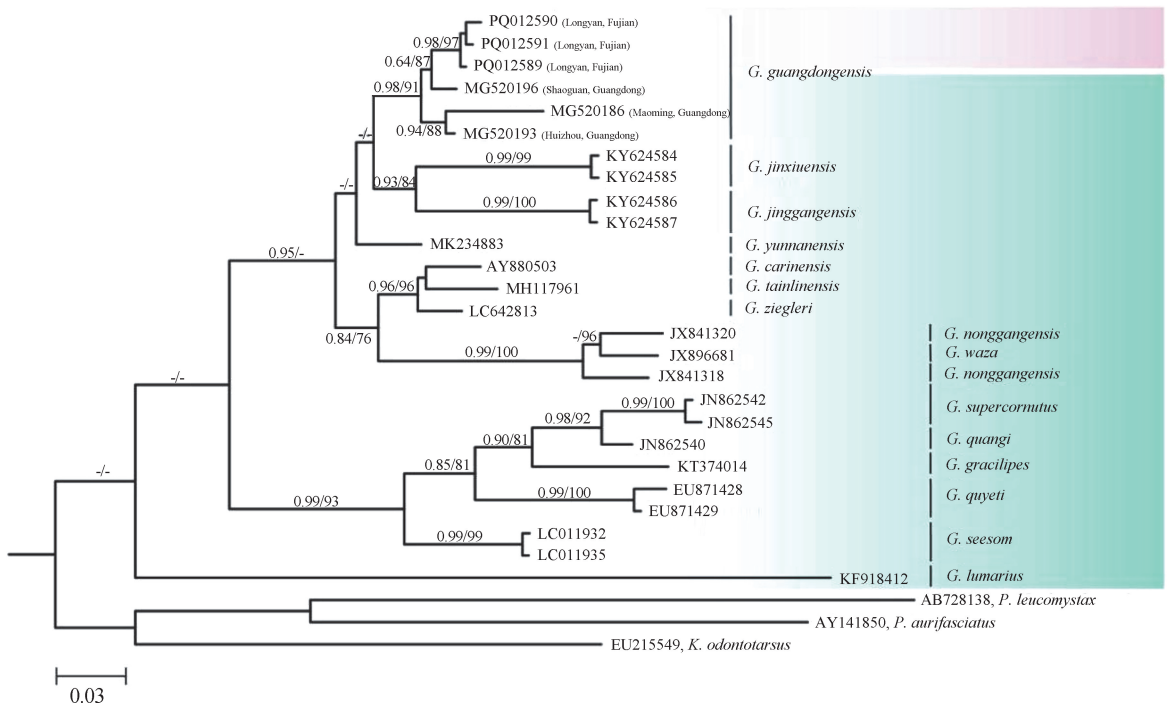 PQ012590 (Longyan, Fujian)
0.98/97
PQ012591 (Longyan, Fujian)
0.64/87
PQ012589 (Longyan, Fujian)
G. guangdongensis
0.98/91
MG520196 (Shaoguan, Guangdong)
MG520186 (Maoming, Guangdong)
0.94/88
MG520193 (Huizhou, Guangdong)
-/-
0.99/99
KY624584
G. jinxiuensis
KY624585
0.93/84
-/-
0.99/100
KY624586
G. jinggangensis
KY624587
MK234883
G. yunnanensis
0.95/-
AY880503
G. carinensis
0.96/96
MH117961
G. tainlinensis
LC642813
G. ziegleri
0.84/76
-/96
JX841320
G. nonggangensis
0.99/100
JX896681
G. waza
JX841318
G. nonggangensis
-/-
0.99/100
JN862542
G. supercornutus
0.98/92
JN862545
0.90/81
JN862540
G. quangi
0.85/81
KT374014
G. gracilipes
-/-
0.99/100
EU871428
G. quyeti
0.99/93
EU871429
0.99/99
LC011932
G. seesom
LC011935
KF918412
G. lumarius
AB728138, P. leucomystax
AY141850, P. aurifasciatus
EU215549, K. odontotarsus
0.03